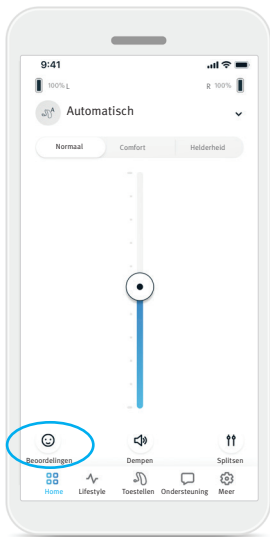 9:41
100% L
R 100%
Automatisch
Normaal Comfort Helderheid
Beoordelingen Dempen Splitsen
Home Lifestyle Toestellen Ondersteuning Meer